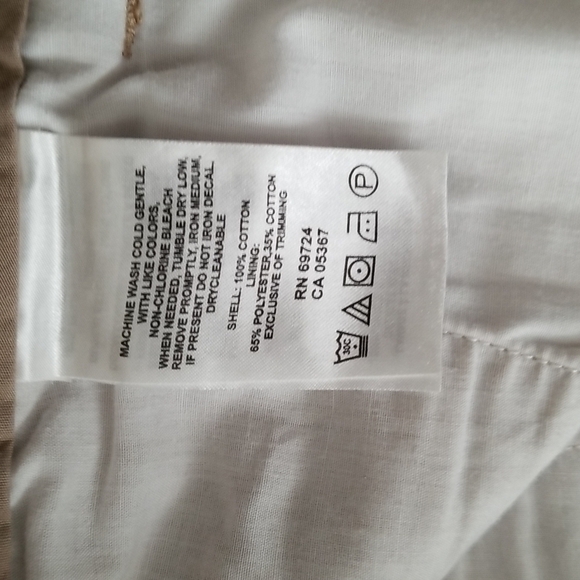 MACHINE WASH COLD GENTLE,
WITH LIKE COLORS,
NON-CHLORINE BLEACH
WHEN NEEDED, TUMBLE DRY LOW,
REMOVE PROMPTLY, IRON MEDIUM,
IF PRESENT DO NOT IRON DECAL.
DRYCLEANABLE
SHELL: 100% COTTON
LINING:
65% POLYESTER,35% COTTON
EXCLUSIVE OF TRIMMING
RN 69724
CA 05367
30C
P